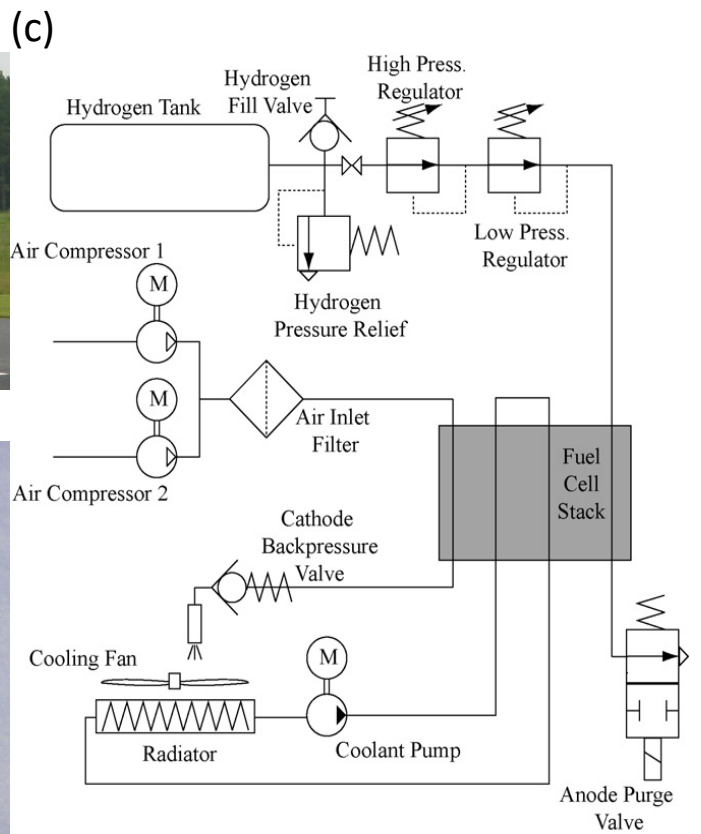 (c)
Hydrogen
Fill Valve
High Press.
Regulator
Hydrogen Tank
Low Press.
Regulator
Air Compressor 1
M
Hydrogen
Pressure Relief
M
Air Inlet
Filter
Air Compressor 2
Fuel
Cell
Stack
Cathode
Backpressure
Valve
Cooling Fan
M
Radiator
Coolant Pump
Anode Purge
Valve